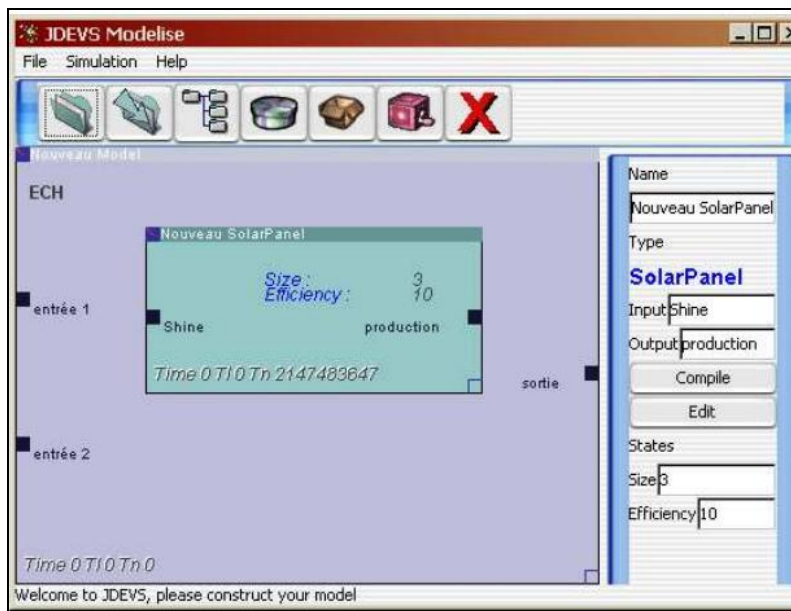 JDEVS Modelise
File Simulation Help
Nouveau Model
ECH
Nouveau SolarPanel
Size : 3
Efficiency : 10
entrée 1
Shine production
Time 0 Tl 0 Tn 2147483647
sortie
entrée 2
Time 0 Tl 0 Tn 0
Name
Nouveau SolarPanel
Type
SolarPanel
Input Shine
Output production
Compile
Edit
States
Size 3
Efficiency 10
Welcome to JDEVS, please construct your model